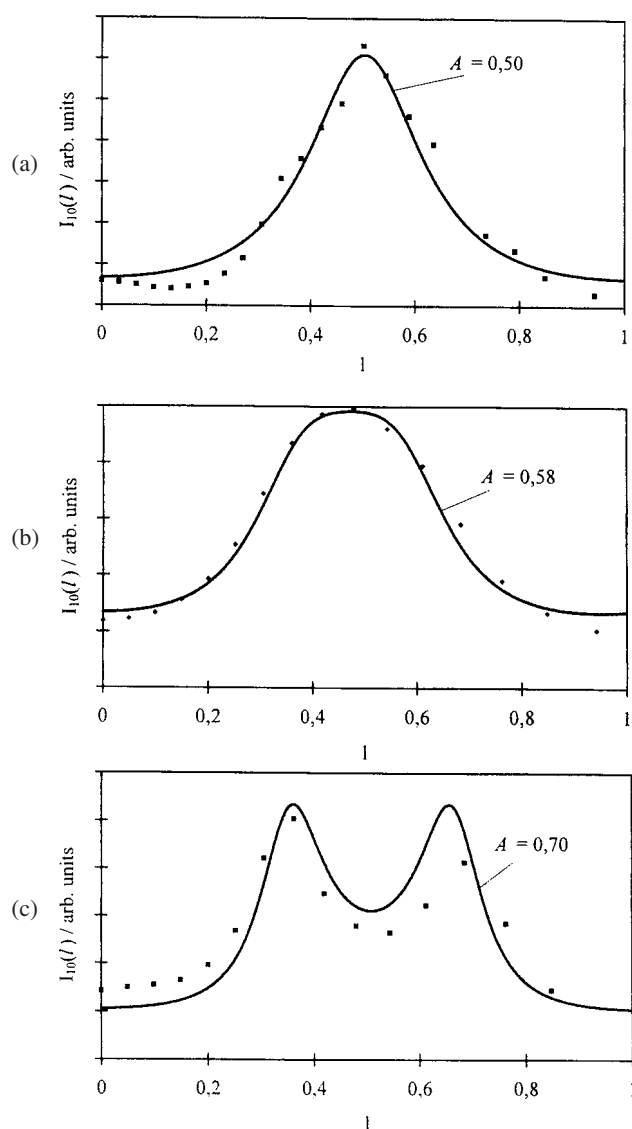 (a)
I₁₀(l) / arb. units
A = 0,50
0 0,2 0,4 0,6 0,8 1
l
(b)
I₁₀(l) / arb. units
A = 0,58
0 0,2 0,4 0,6 0,8 1
l
(c)
I₁₀(l) / arb. units
A = 0,70
0 0,2 0,4 0,6 0,8 1
l